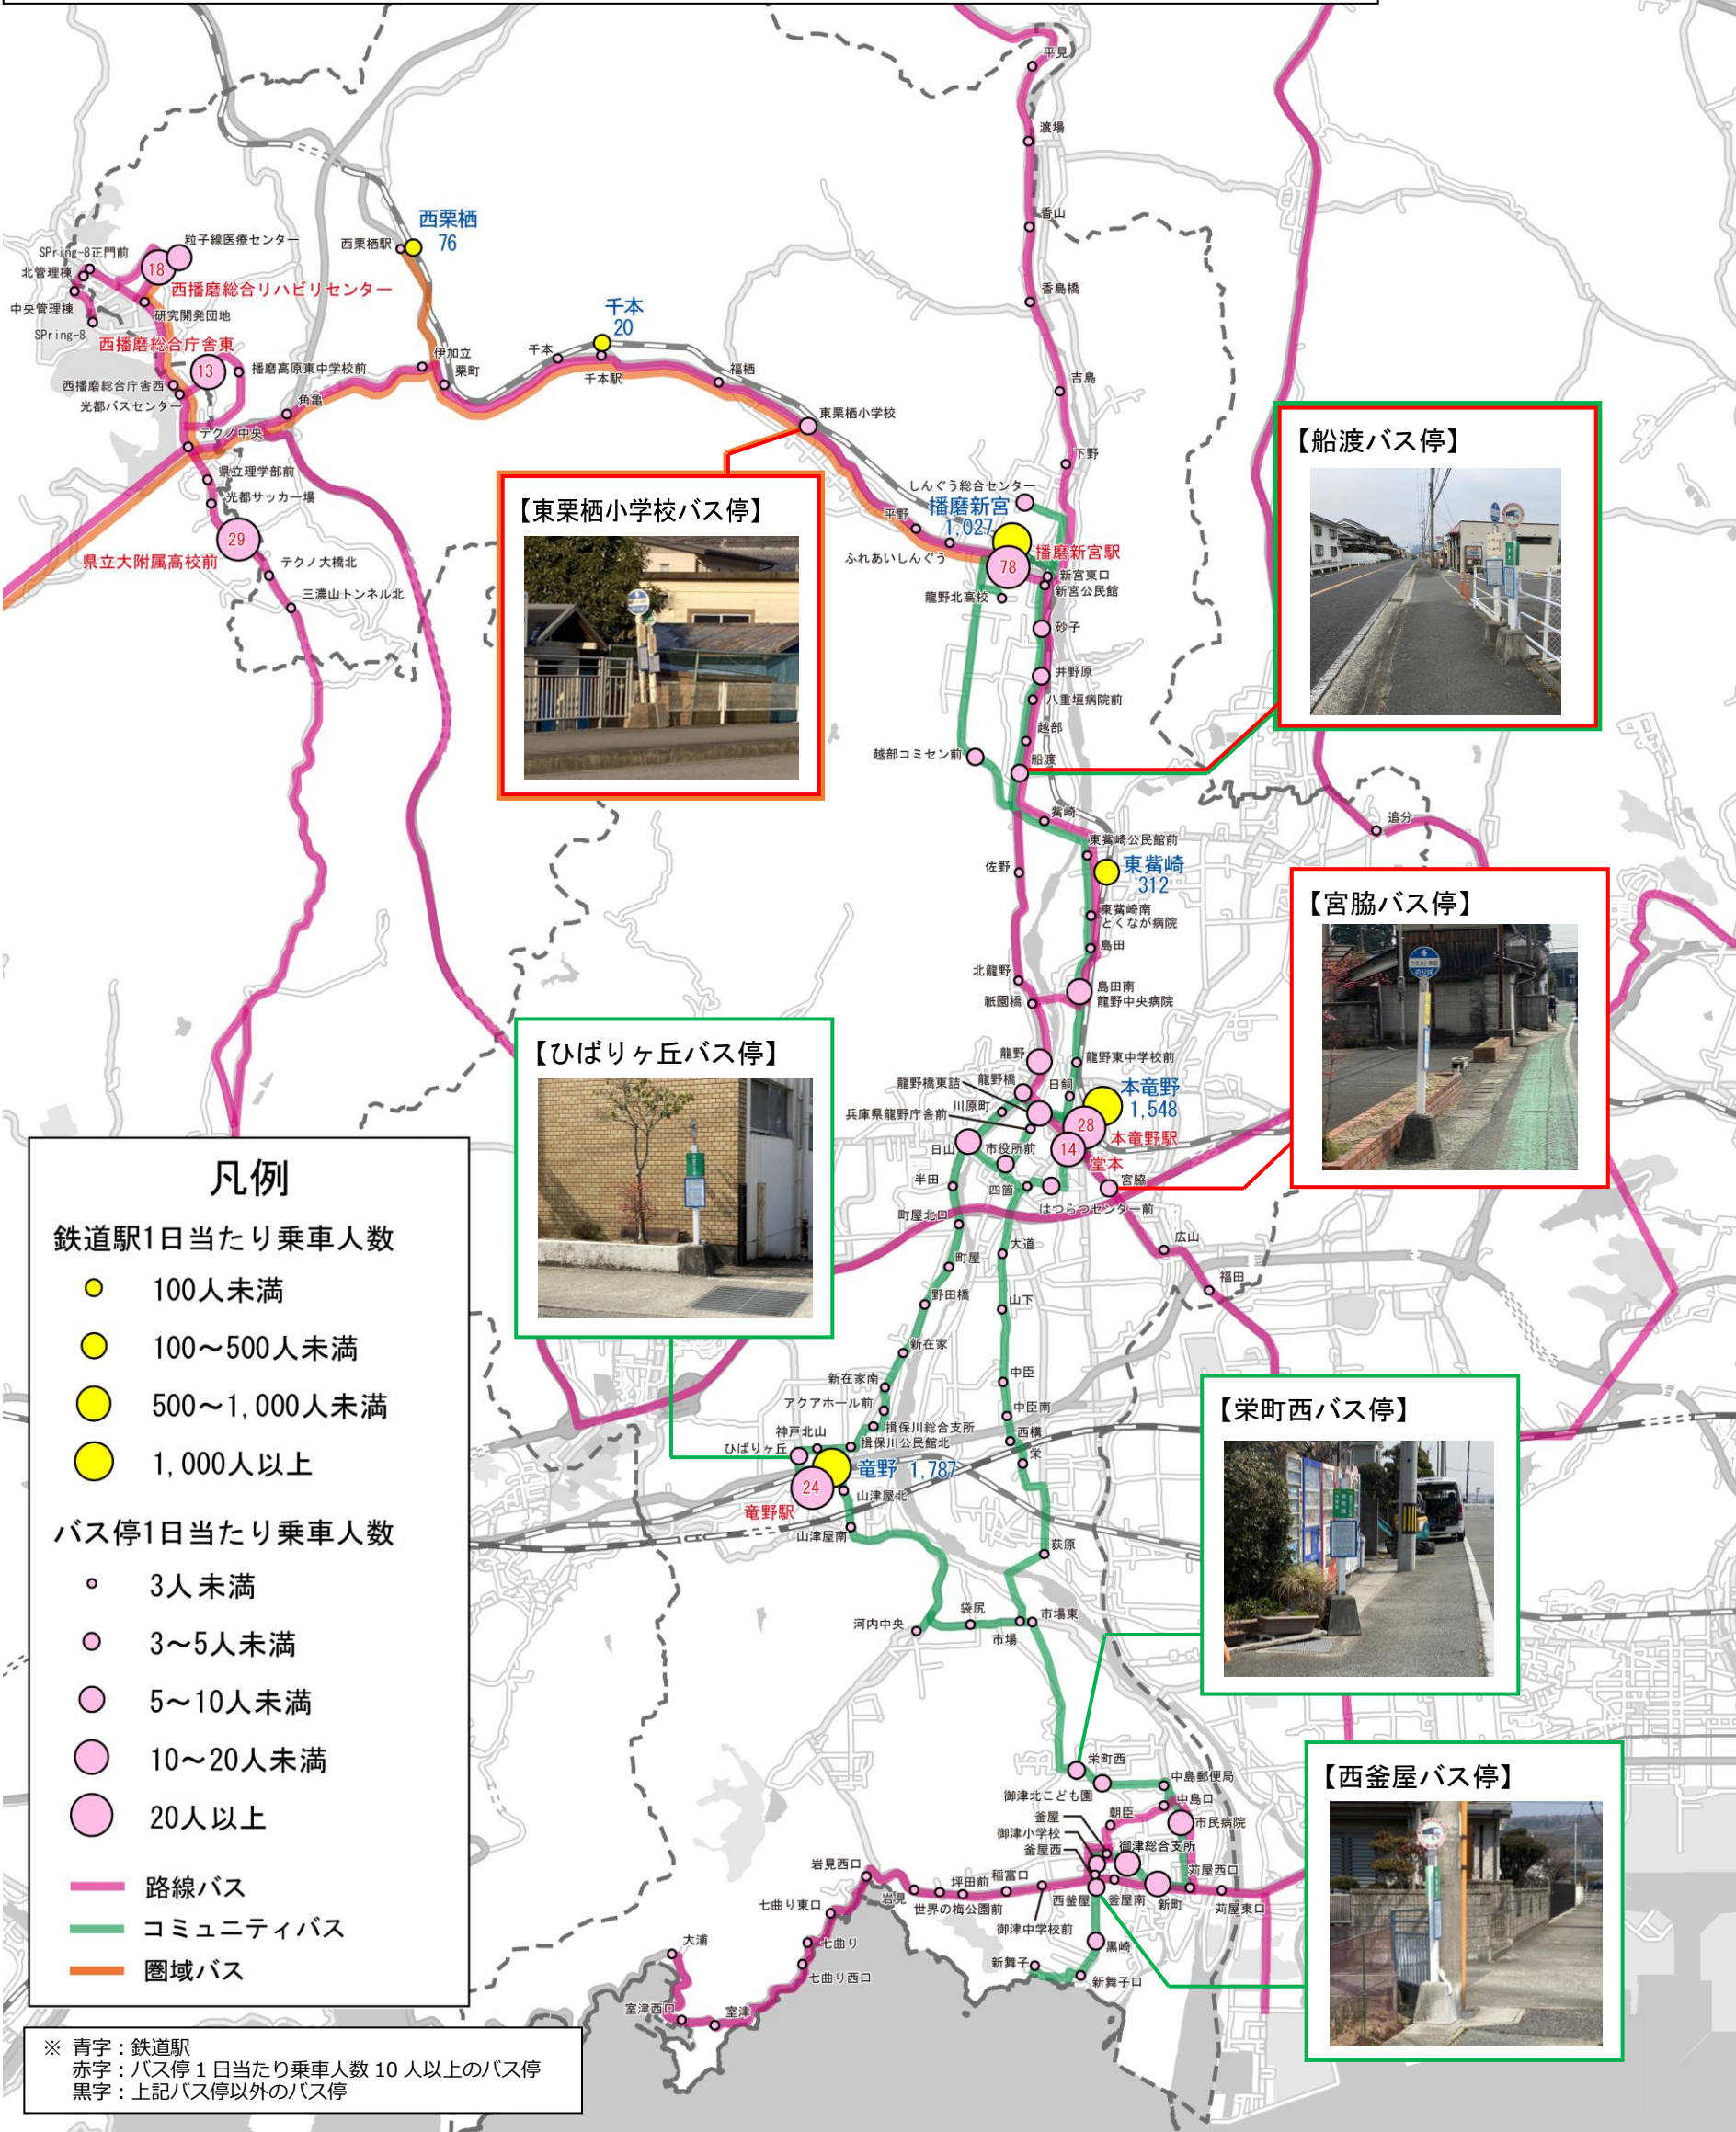 平見
渡場
香山
香島橋
吉島
下野
西栗栖
76
西栗栖駅
粒子線医療センター
SPring-8正門前
18
北管理棟
西播磨総合リハビリセンター
中央管理棟
研究開発団地
SPring-8
西播磨総合庁舎東
13
播磨高原東中学校前
西播磨総合庁舎西
光都バスセンター
角亀
テクノ中央
県立理学部前
光都サッカー場
29
県立大附属高校前
テクノ大橋北
三濃山トンネル北
伊加立
栗町
千本
20
千本
千本駅
福栖
東栗栖小学校
【東栗栖小学校バス停】
【船渡バス停】
しんぐう総合センター
播磨新宮
1,027
平野
ふれあいしんぐう
播磨新宮駅
78
新宮東口
新宮公民館
龍野北高校
砂子
井野原
八重垣病院前
越部
越部コミセン前
船渡
觜崎
東觜崎公民館前
東觜崎
312
佐野
東觜崎南
とくなが病院
島田
追分
【宮脇バス停】
ウエスト神姫
のりば
北龍野
祇園橋
島田南
龍野中央病院
龍野
龍野東中学校前
龍野橋東詰
龍野橋
日飼
川原町
兵庫県龍野庁舎前
本竜野
1,548
28
本竜野駅
14
堂本
日山
市役所前
半田
四箇
宮脇
はつらつセンター前
町屋北口
広山
大道
町屋
福田
野田橋
山下
新在家
中臣
新在家南
アクアホール前
中臣南
揖保川総合支所
西構
神戸北山
揖保川公民館北
ひばりヶ丘
栄
竜野 1,787
24
竜野駅
山津屋北
山津屋南
荻原
河内中央
袋尻
市場
市場東
【ひばりヶ丘バス停】
【栄町西バス停】
【西釜屋バス停】
栄町西
御津北こども園
中島郵便局
中島口
釜屋
朝臣
市民病院
御津小学校
釜屋西
御津総合支所
岩見西口
岩見
坪田前
稲富口
苅屋西口
世界の梅公園前
西釜屋
釜屋南
新町
苅屋東口
七曲り東口
御津中学校前
七曲り
黒崎
大浦
七曲り西口
新舞子
新舞子口
室津西口
室津
凡例
鉄道駅1日当たり乗車人数
100人未満
100～500人未満
500～1,000人未満
1,000人以上
バス停1日当たり乗車人数
3人未満
3～5人未満
5～10人未満
10～20人未満
20人以上
路線バス
コミュニティバス
圏域バス
※ 青字：鉄道駅
赤字：バス停 1 日当たり乗車人数 10 人以上のバス停
黒字：上記バス停以外のバス停